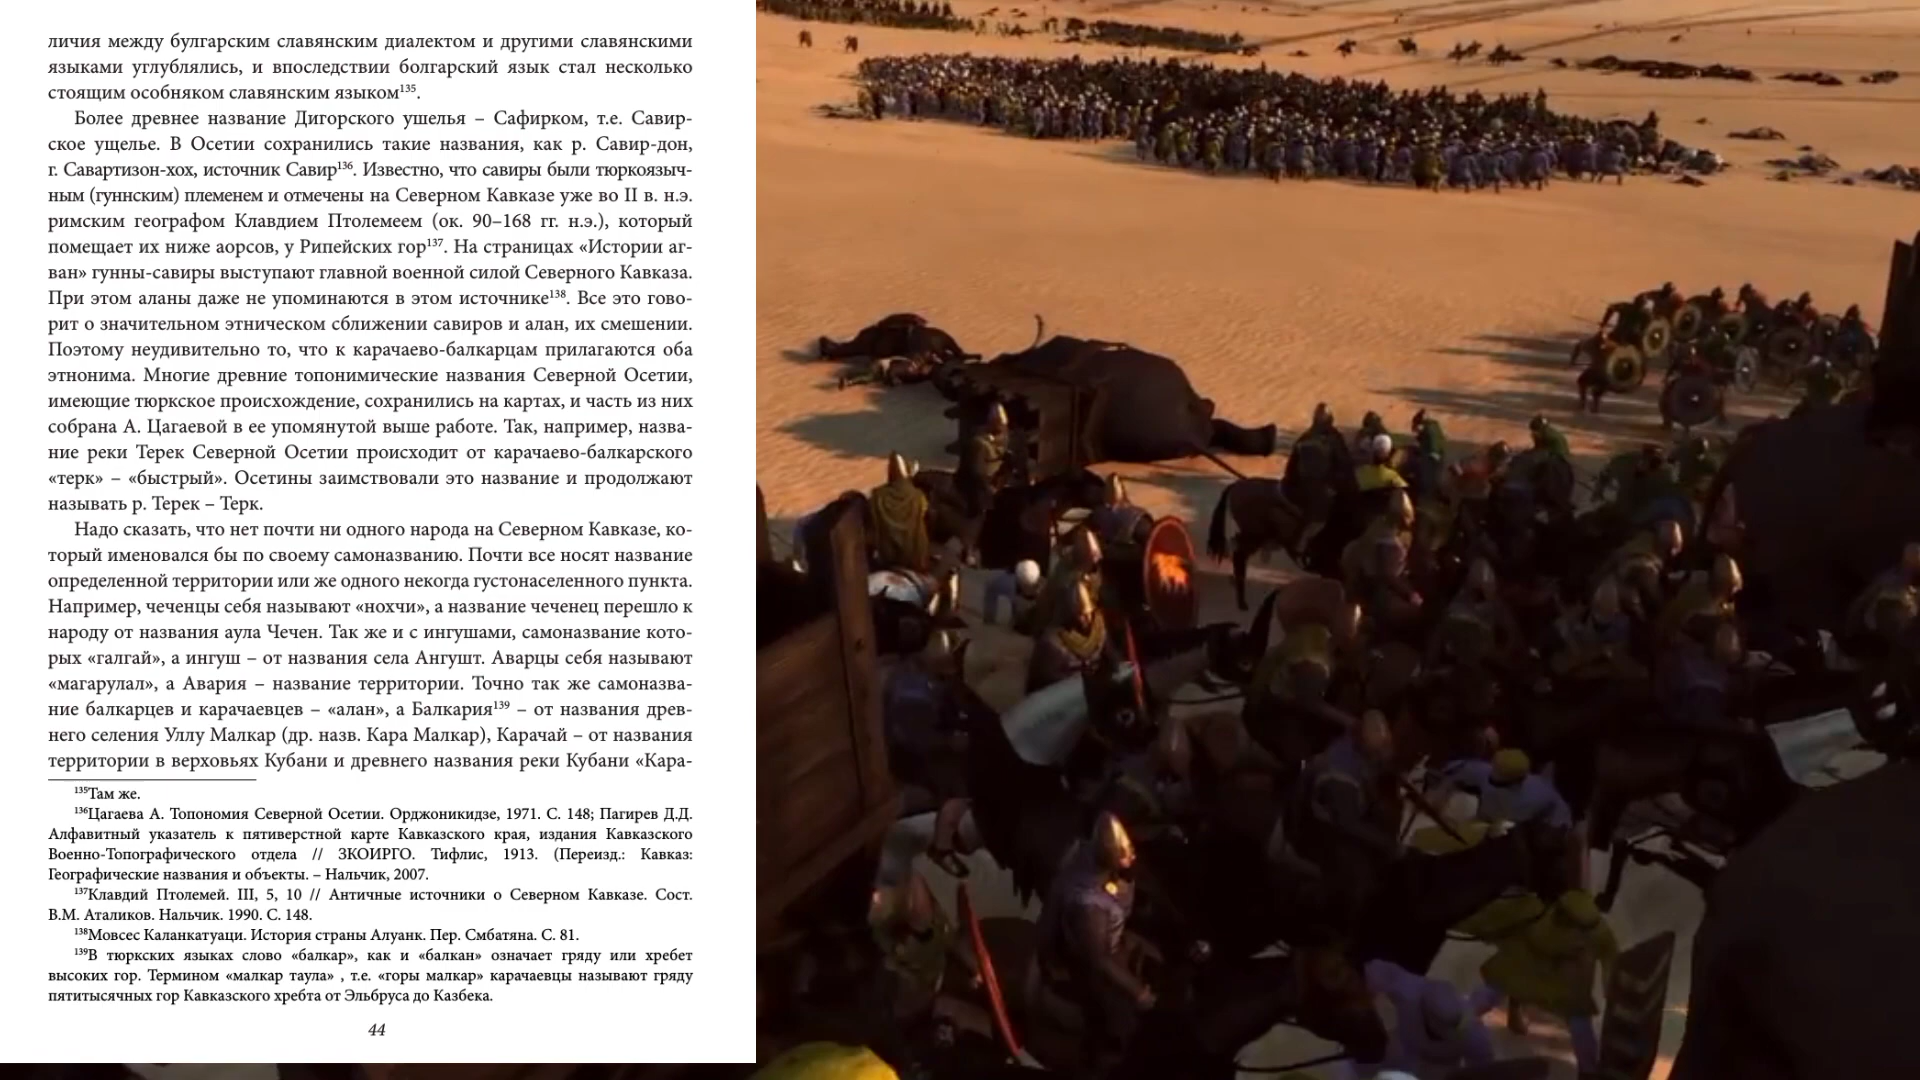 личия между булгарским славянским диалектом и другими славянскими
языками углублялись, и впоследствии болгарский язык стал несколько
стоящим особняком славянским языком¹³⁵.
Более древнее название Дигорского ушелья – Сафирком, т.е. Савир-
ское ущелье. В Осетии сохранились такие названия, как р. Савир-дон,
г. Савартизон-хох, источник Савир¹³⁶. Известно, что савиры были тюркоязыч-
ным (гуннским) племенем и отмечены на Северном Кавказе уже во II в. н.э.
римским географом Клавдием Птолемеем (ок. 90–168 гг. н.э.), который
помещает их ниже аорсов, у Рипейских гор¹³⁷. На страницах «Истории аг-
ван» гунны-савиры выступают главной военной силой Северного Кавказа.
При этом аланы даже не упоминаются в этом источнике¹³⁸. Все это гово-
рит о значительном этническом сближении савиров и алан, их смешении.
Поэтому неудивительно то, что к карачаево-балкарцам прилагаются оба
этнонима. Многие древние топонимические названия Северной Осетии,
имеющие тюркское происхождение, сохранились на картах, и часть из них
собрана А. Цагаевой в ее упомянутой выше работе. Так, например, назва-
ние реки Терек Северной Осетии происходит от карачаево-балкарского
«терк» – «быстрый». Осетины заимствовали это название и продолжают
называть р. Терек – Терк.
Надо сказать, что нет почти ни одного народа на Северном Кавказе, ко-
торый именовался бы по своему самоназванию. Почти все носят название
определенной территории или же одного некогда густонаселенного пункта.
Например, чеченцы себя называют «нохчи», а название чеченец перешло к
народу от названия аула Чечен. Так же и с ингушами, самоназвание кото-
рых «галгай», а ингуш – от названия села Ангушт. Аварцы себя называют
«магарулал», а Авария – название территории. Точно так же самоназва-
ние балкарцев и карачаевцев – «алан», а Балкария¹³⁹ – от названия древ-
него селения Уллу Малкар (др. назв. Кара Малкар), Карачай – от названия
территории в верховьях Кубани и древнего названия реки Кубани «Кара-
¹³⁵Там же.
¹³⁶Цагаева А. Топономия Северной Осетии. Орджоникидзе, 1971. С. 148; Пагирев Д.Д.
Алфавитный указатель к пятиверстной карте Кавказского края, издания Кавказского
Военно-Топографического отдела // ЗКОИРГО. Тифлис, 1913. (Переизд.: Кавказ:
Географические названия и объекты. – Нальчик, 2007.
¹³⁷Клавдий Птолемей. III, 5, 10 // Античные источники о Северном Кавказе. Сост.
В.М. Аталиков. Нальчик. 1990. С. 148.
¹³⁸Мовсес Каланкатуаци. История страны Алуанк. Пер. Смбатяна. С. 81.
¹³⁹В тюркских языках слово «балкар», как и «балкан» означает гряду или хребет
высоких гор. Термином «малкар таула» , т.е. «горы малкар» карачаевцы называют гряду
пятитысячных гор Кавказского хребта от Эльбруса до Казбека.
44